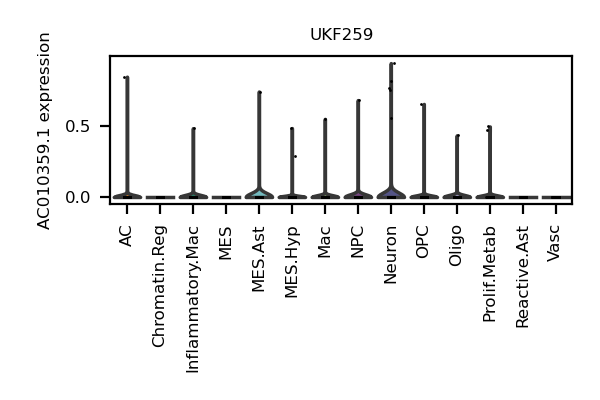 UKF259
AC010359.1 expression
0.5
0.0
AC
Chromatin.Reg
Inflammatory.Mac
MES
MES.Ast
MES.Hyp
Mac
NPC
Neuron
OPC
Oligo
Prolif.Metab
Reactive.Ast
Vasc